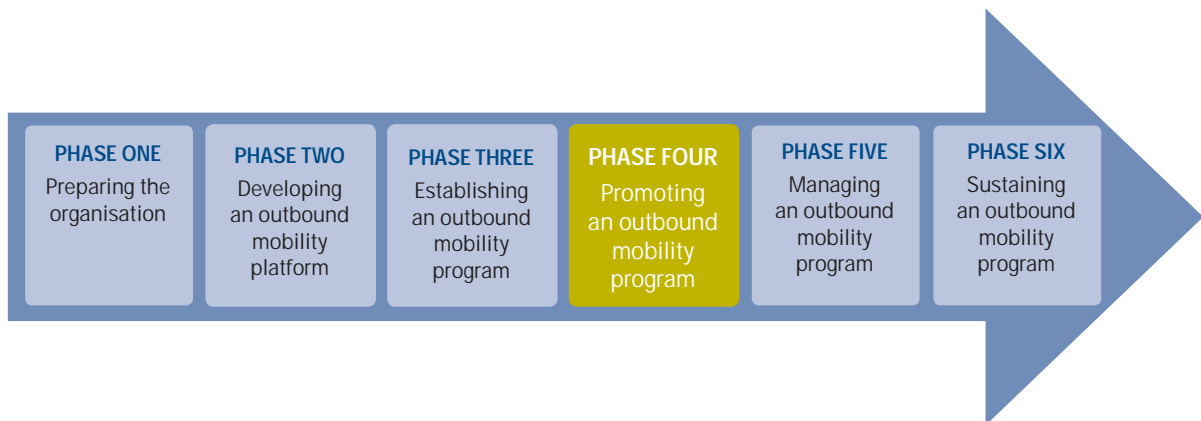 PHASE ONE
Preparing the
organisation
PHASE TWO
Developing
an outbound
mobility
platform
PHASE THREE
Establishing
an outbound
mobility
program
PHASE FOUR
Promoting
an outbound
mobility
program
PHASE FIVE
Managing
an outbound
mobility
program
PHASE SIX
Sustaining
an outbound
mobility
program